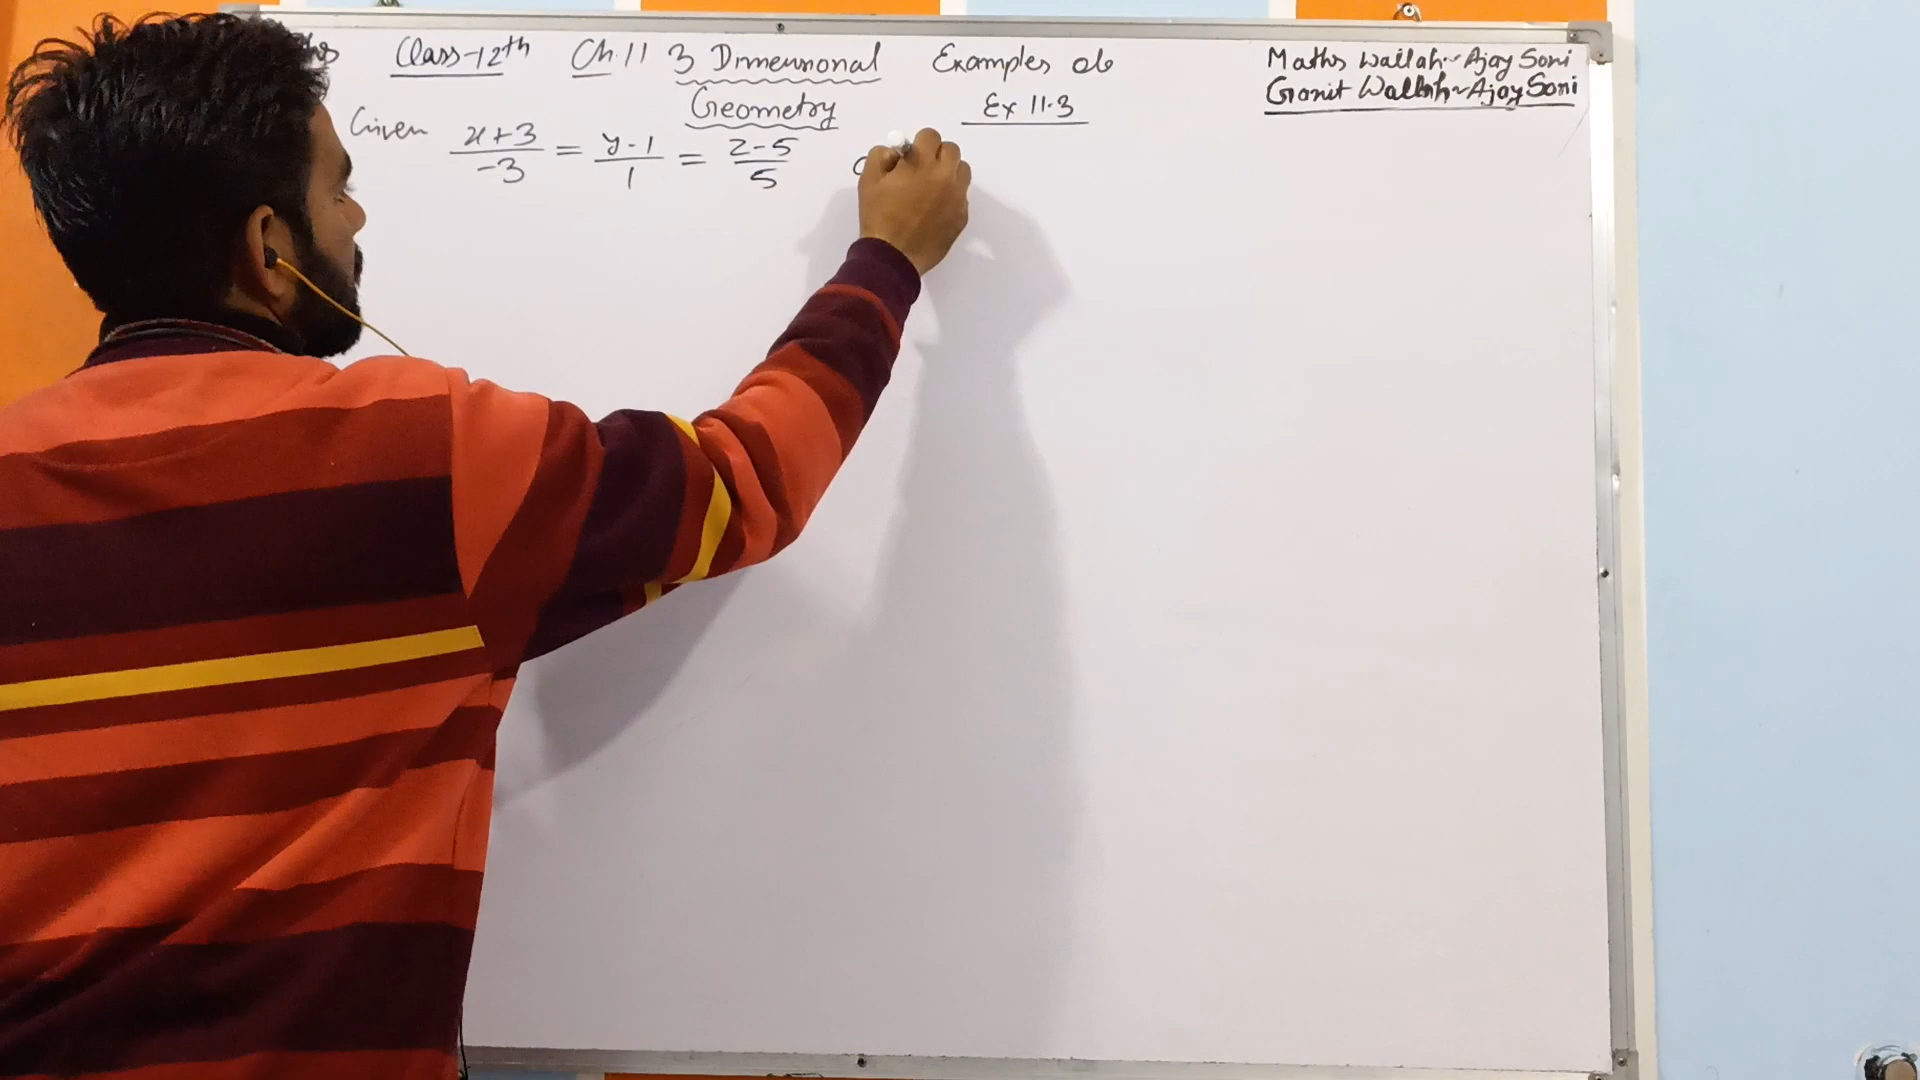 Class-12th Ch.11 3 Dimensional Geometry
Examples of Ex 11.3
Maths Wallah~Ajay Soni
Ganit Wallah~Ajay Soni
Given x+3/-3 = y-1/1 = z-5/5